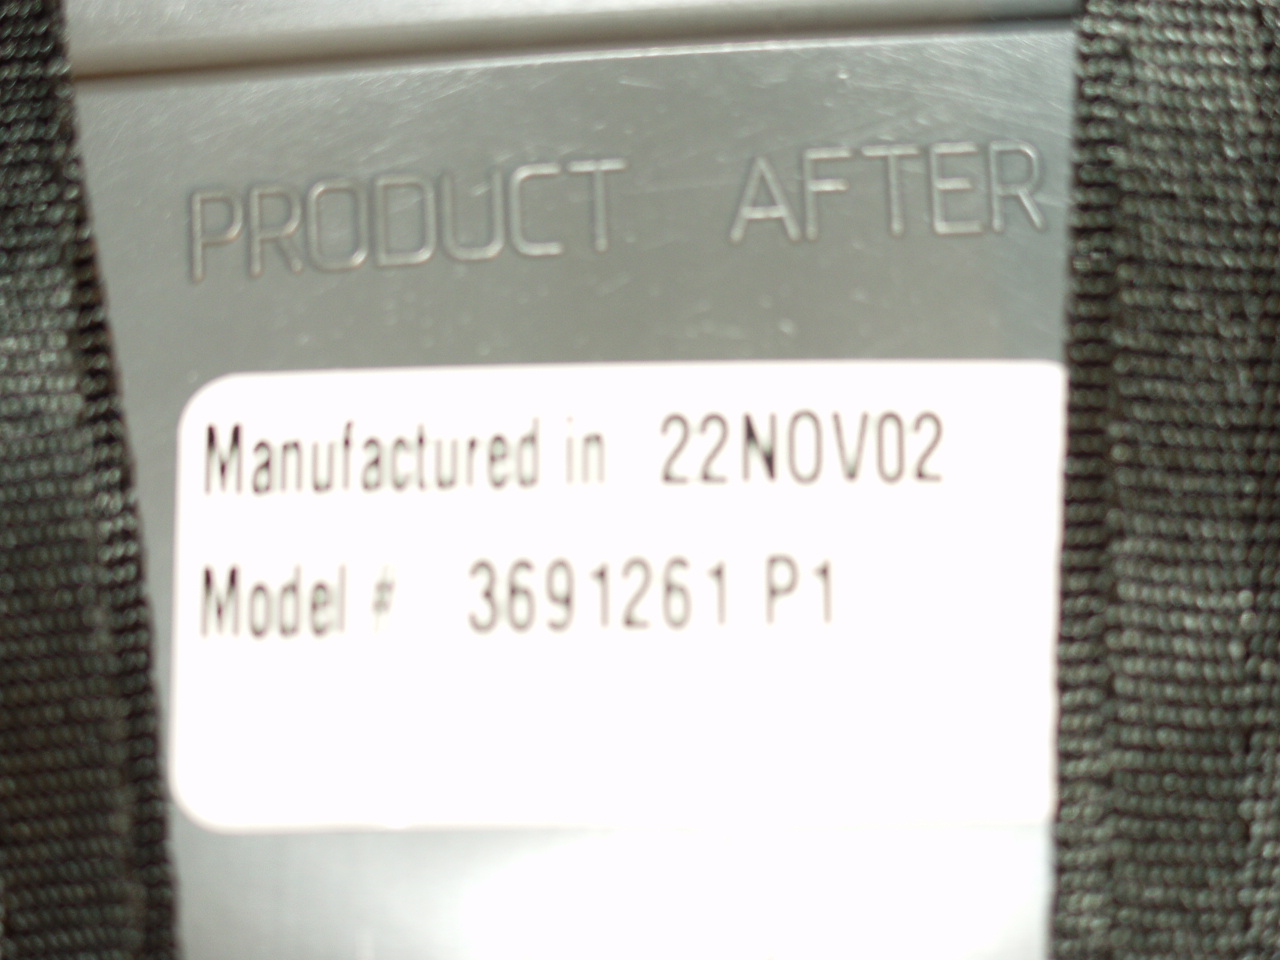 PRODUCT AFTER
Manufactured in 22NOV02
Model # 3691261 P1